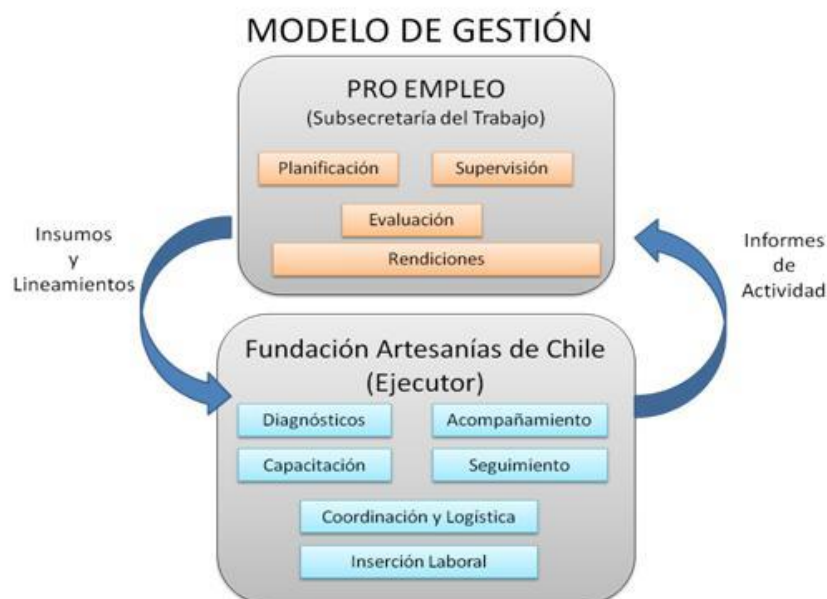 MODELO DE GESTIÓN
PRO EMPLEO
(Subsecretaría del Trabajo)
Planificación
Supervisión
Evaluación
Rendiciones
Insumos
y
Lineamientos
Informes
de
Actividad
Fundación Artesanías de Chile
(Ejecutor)
Diagnósticos
Acompañamiento
Capacitación
Seguimiento
Coordinación y Logística
Inserción Laboral